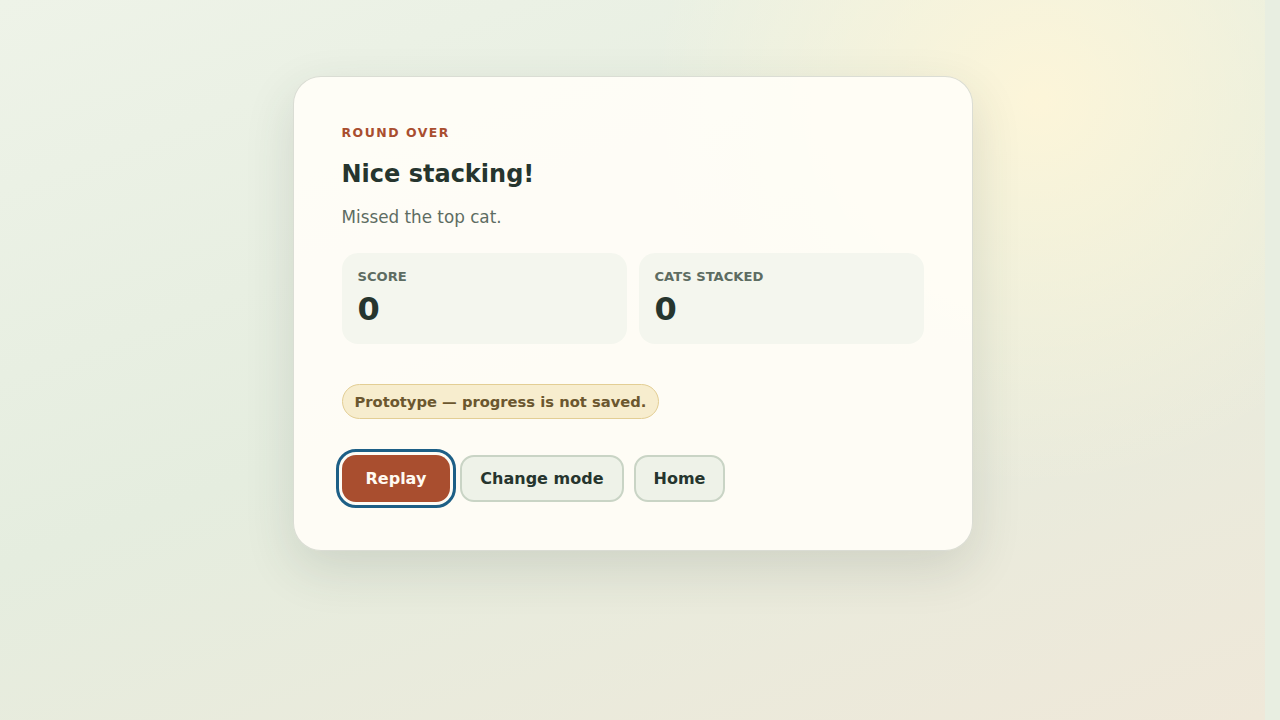 ROUND OVER
Nice stacking!
Missed the top cat.
SCORE
0
CATS STACKED
0
Prototype — progress is not saved.
Replay
Change mode
Home